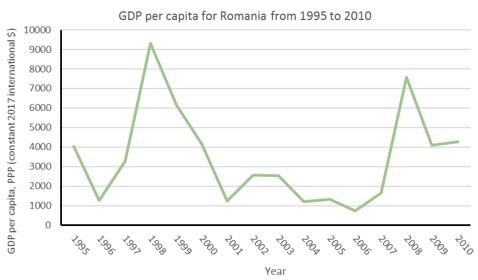 GDP per capita for Romania from 1995 to 2010
GDP per capita, PPP (constant 2017 international $)
10000
9000
8000
7000
6000
5000
4000
3000
2000
1000
0
1995 1996 1997 1998 1999 2000 2001 2002 2003 2004 2005 2006 2007 2008 2009 2010
Year